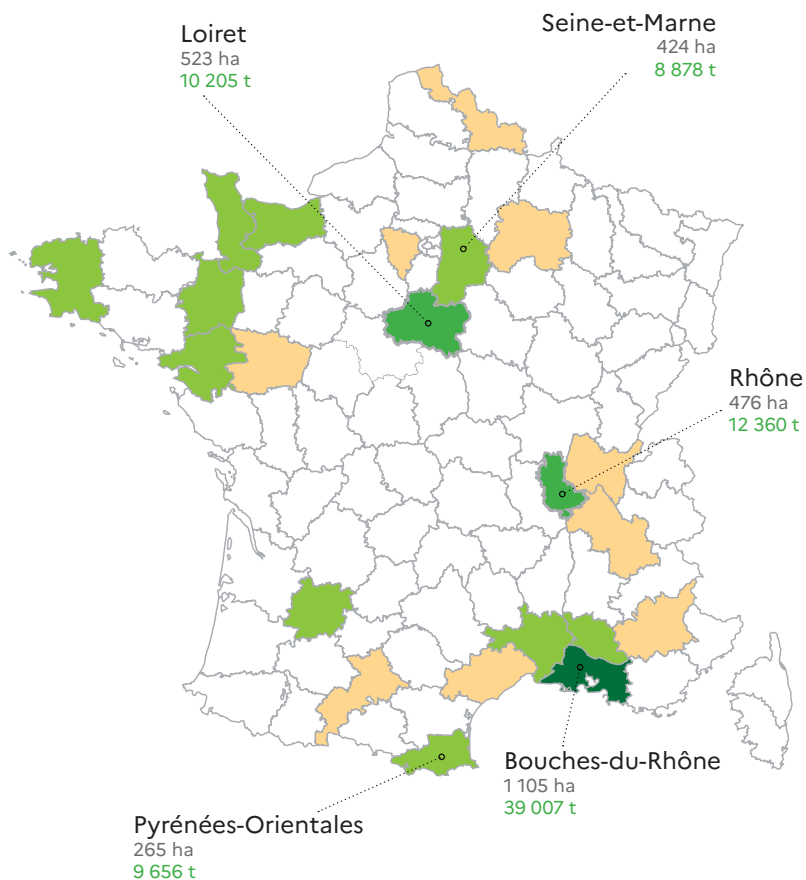 Loiret
523 ha
10 205 t
Seine-et-Marne
424 ha
8 878 t
Rhône
476 ha
12 360 t
Bouches-du-Rhône
1 105 ha
39 007 t
Pyrénées-Orientales
265 ha
9 656 t